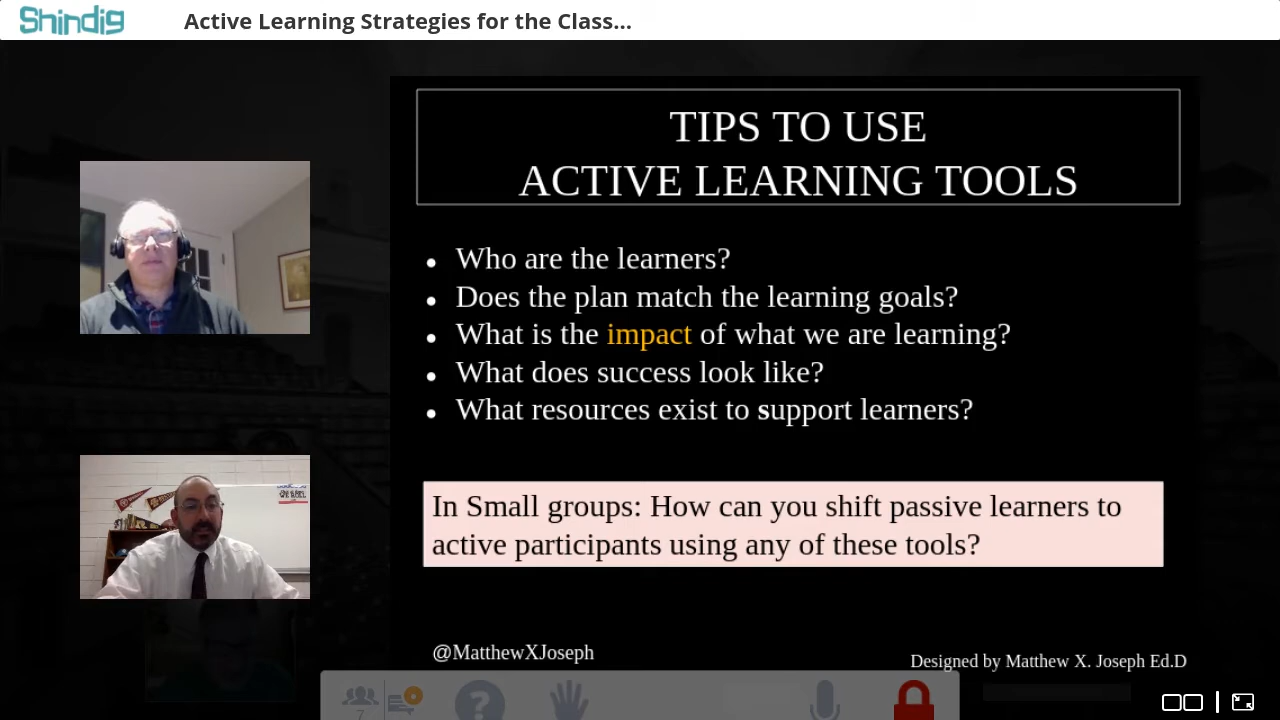 Shindig
Active Learning Strategies for the Class...
TIPS TO USE
ACTIVE LEARNING TOOLS
Who are the learners?
Does the plan match the learning goals?
What is the impact of what we are learning?
What does success look like?
What resources exist to support learners?
In Small groups: How can you shift passive learners to
active participants using any of these tools?
@MatthewXJoseph
Designed by Matthew X. Joseph Ed.D
7